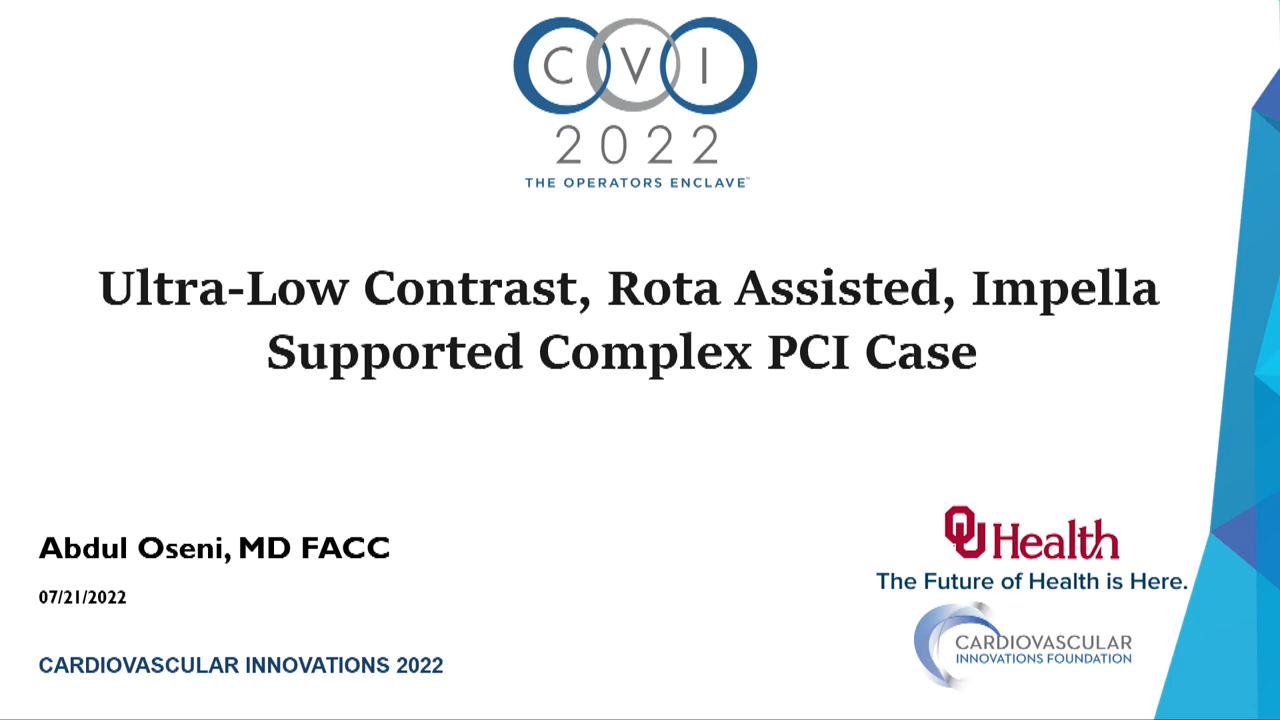 CVI
2022
THE OPERATORS ENCLAVE™
Ultra-Low Contrast, Rota Assisted, Impella
Supported Complex PCI Case
Abdul Oseni, MD FACC
07/21/2022
CARDIOVASCULAR INNOVATIONS 2022
OU Health
The Future of Health is Here.
CARDIOVASCULAR
INNOVATIONS FOUNDATION